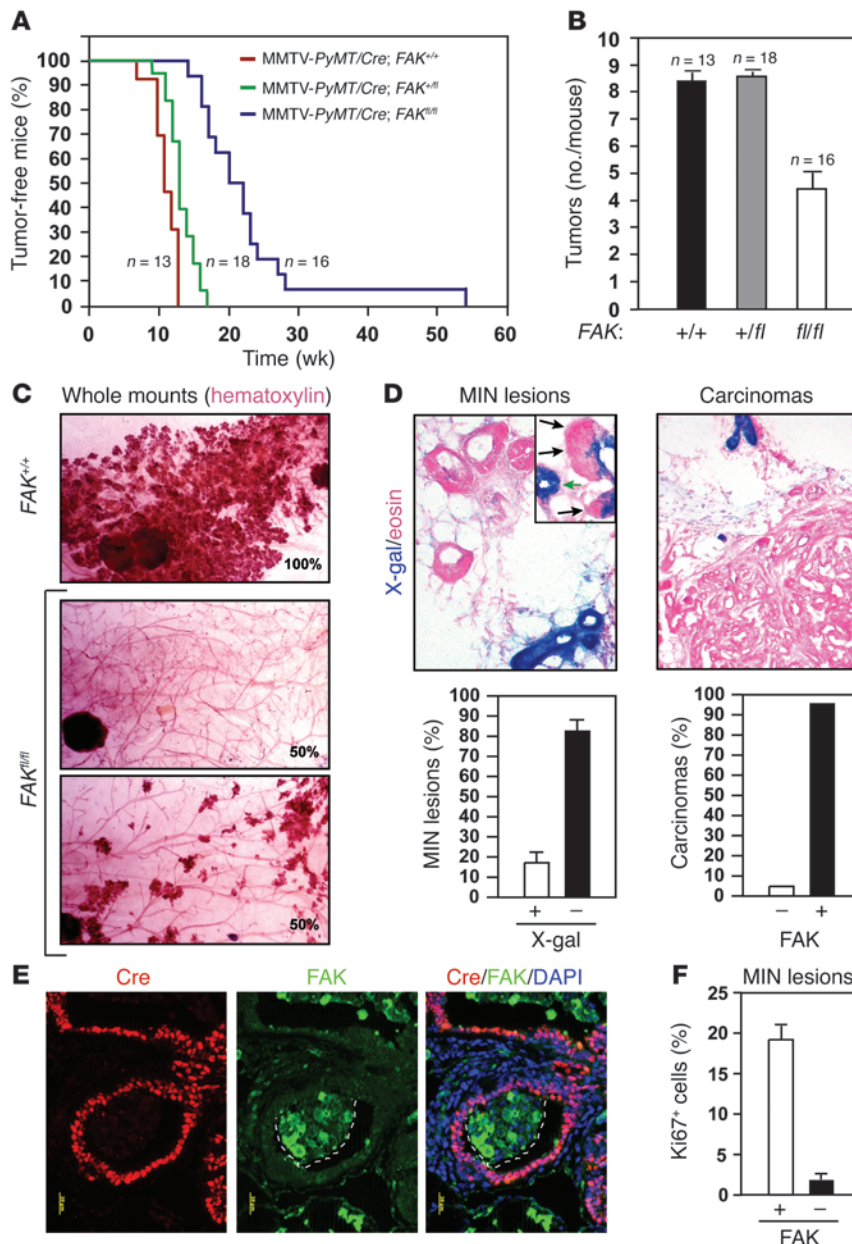 A
Tumor-free mice (%)
100
90
80
70
60
50
40
30
20
10
0
MMTV-PyMT/Cre; FAK+/+
MMTV-PyMT/Cre; FAK+/fl
MMTV-PyMT/Cre; FAKfl/fl
n = 13
n = 18
n = 16
0 10 20 30 40 50 60
Time (wk)
B
Tumors (no./mouse)
10
9
8
7
6
5
4
3
2
1
0
n = 13
n = 18
n = 16
FAK: +/+ +/fl fl/fl
C
Whole mounts (hematoxylin)
FAK+/+
100%
FAKfl/fl
50%
50%
D
MIN lesions
Carcinomas
X-gal/eosin
MIN lesions (%)
100
90
80
70
60
50
40
30
20
10
0
+ −
X-gal
Carcinomas (%)
100
90
80
70
60
50
40
30
20
10
0
− +
FAK
E
Cre
FAK
Cre/FAK/DAPI
F
MIN lesions
Ki67+ cells (%)
25
20
15
10
5
0
+ −
FAK